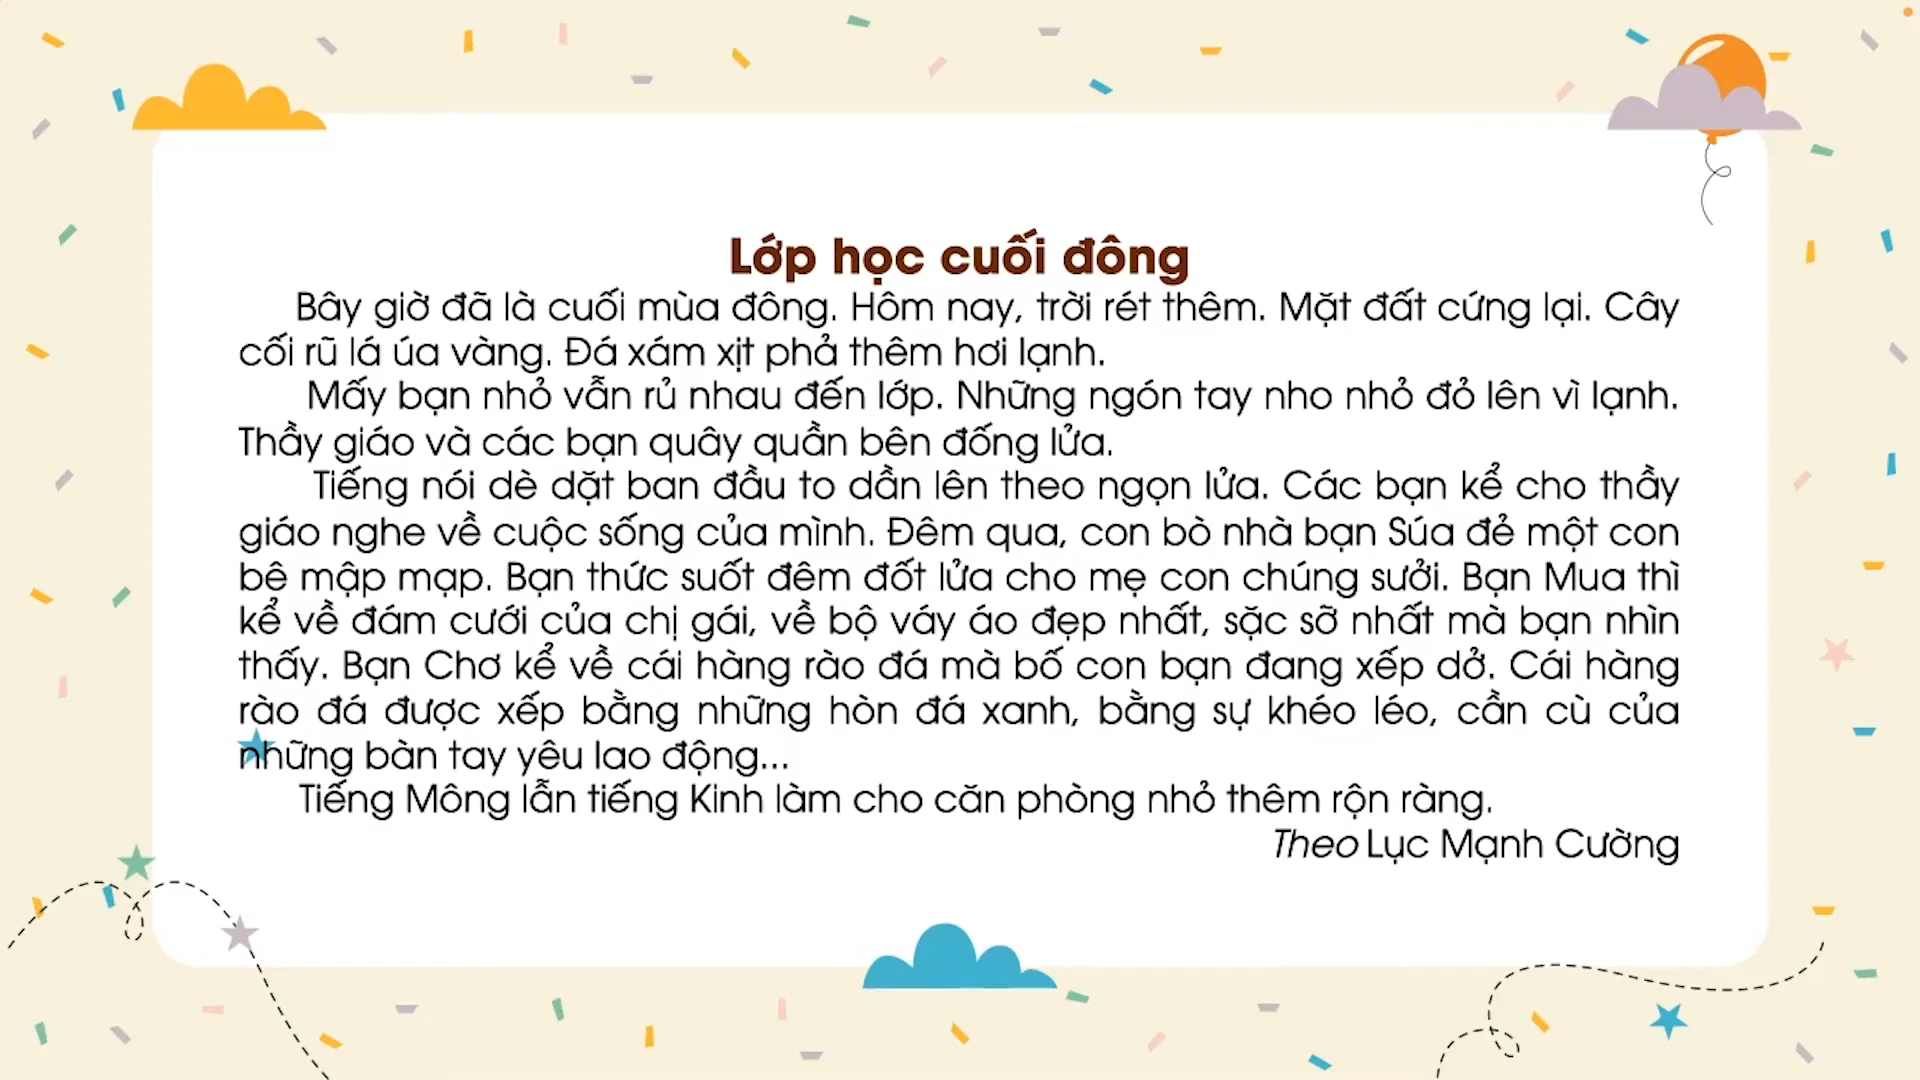 Lớp học cuối đông
Bây giờ đã là cuối mùa đông. Hôm nay, trời rét thêm. Mặt đất cứng lại. Cây
cối rũ lá úa vàng. Đá xám xịt phả thêm hơi lạnh.
Mấy bạn nhỏ vẫn rủ nhau đến lớp. Những ngón tay nho nhỏ đỏ lên vì lạnh.
Thầy giáo và các bạn quây quần bên đống lửa.
Tiếng nói dè dặt ban đầu to dần lên theo ngọn lửa. Các bạn kể cho thầy
giáo nghe về cuộc sống của mình. Đêm qua, con bò nhà bạn Súa đẻ một con
bê mập mạp. Bạn thức suốt đêm đốt lửa cho mẹ con chúng sưởi. Bạn Mua thì
kể về đám cưới của chị gái, về bộ váy áo đẹp nhất, sặc sỡ nhất mà bạn nhìn
thấy. Bạn Chơ kể về cái hàng rào đá mà bố con bạn đang xếp dở. Cái hàng
rào đá được xếp bằng những hòn đá xanh, bằng sự khéo léo, cần cù của
những bàn tay yêu lao động...
Tiếng Mông lẫn tiếng Kinh làm cho căn phòng nhỏ thêm rộn ràng.
Theo Lục Mạnh Cường